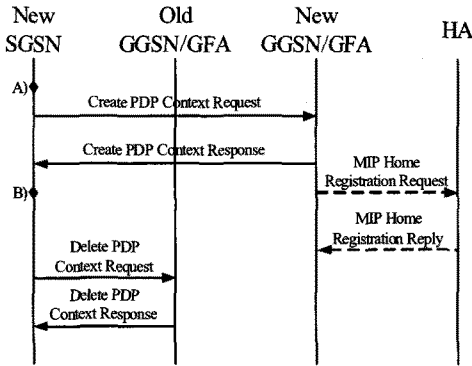 New
SGSN
Old
GGSN/GFA
New
GGSN/GFA
HA
A)
Create PDP Context Request
Create PDP Context Response
MIP Home
Registration Request
B)
MIP Home
Registration Reply
Delete PDP
Context Request
Delete PDP
Context Response